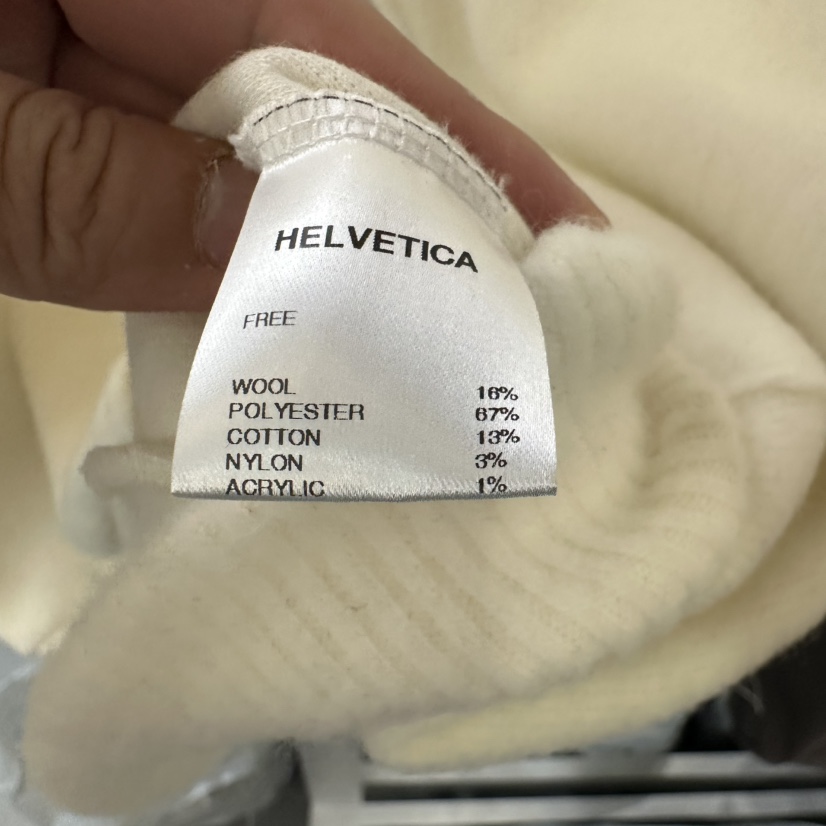 HELVETICA
FREE
WOOL 16%
POLYESTER 67%
COTTON 13%
NYLON 3%
ACRYLIC 1%